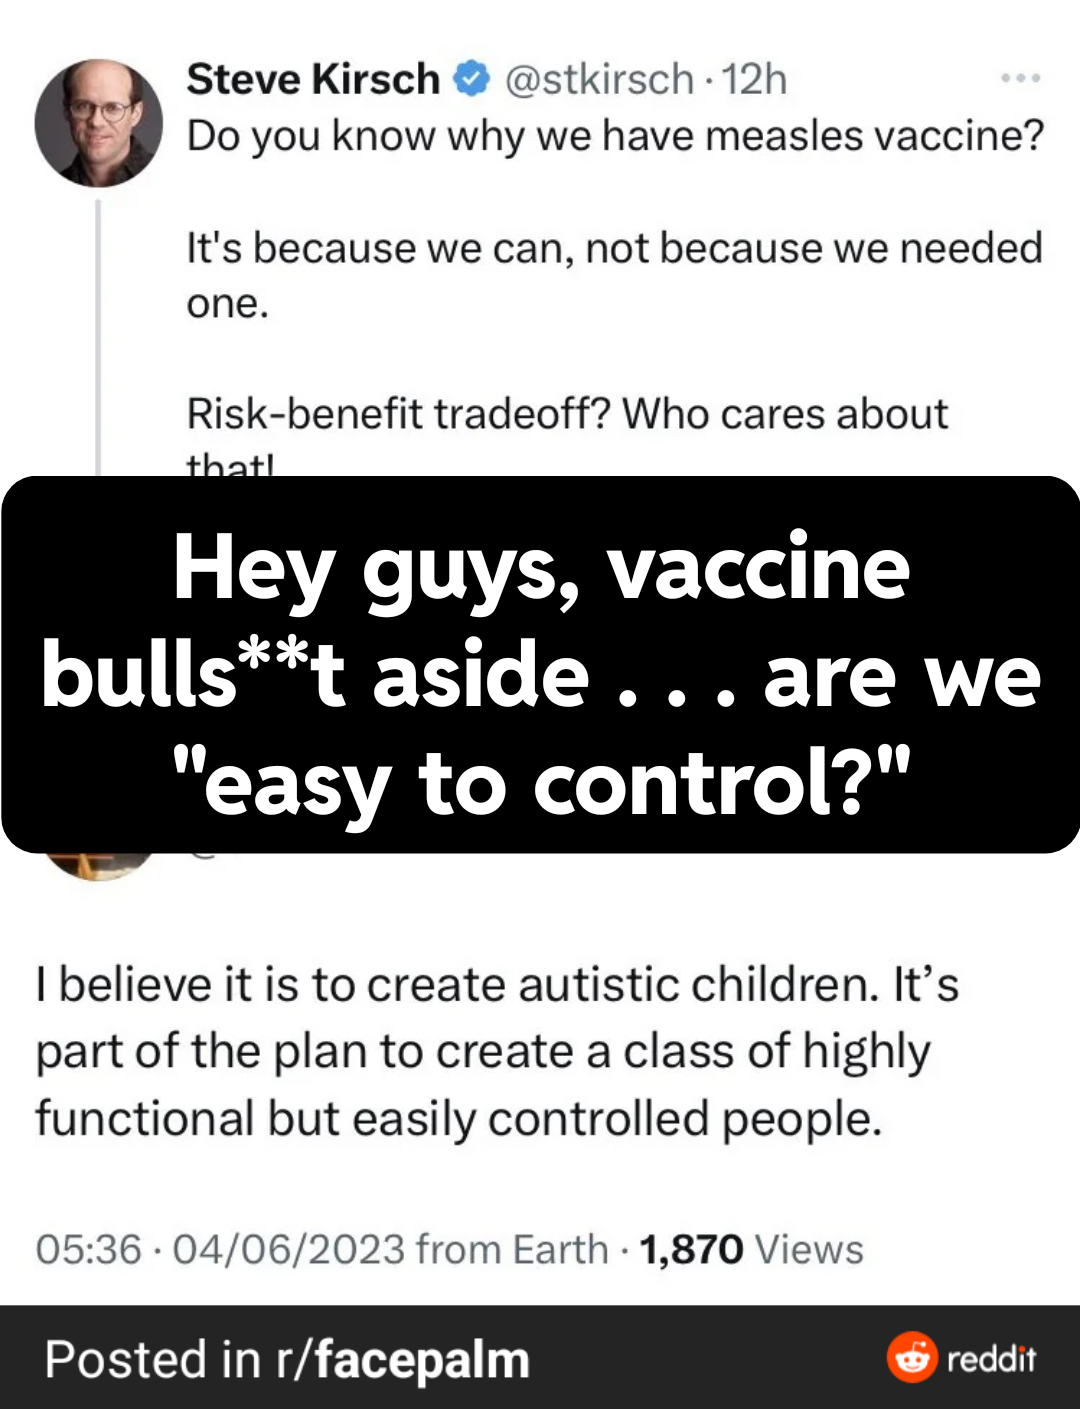 Steve Kirsch @stkirsch · 12h
Do you know why we have measles vaccine?
It's because we can, not because we needed
one.
Risk-benefit tradeoff? Who cares about
that!
Hey guys, vaccine
bulls**t aside . . . are we
"easy to control?"
I believe it is to create autistic children. It’s
part of the plan to create a class of highly
functional but easily controlled people.
05:36 · 04/06/2023 from Earth · 1,870 Views
Posted in r/facepalm
reddit